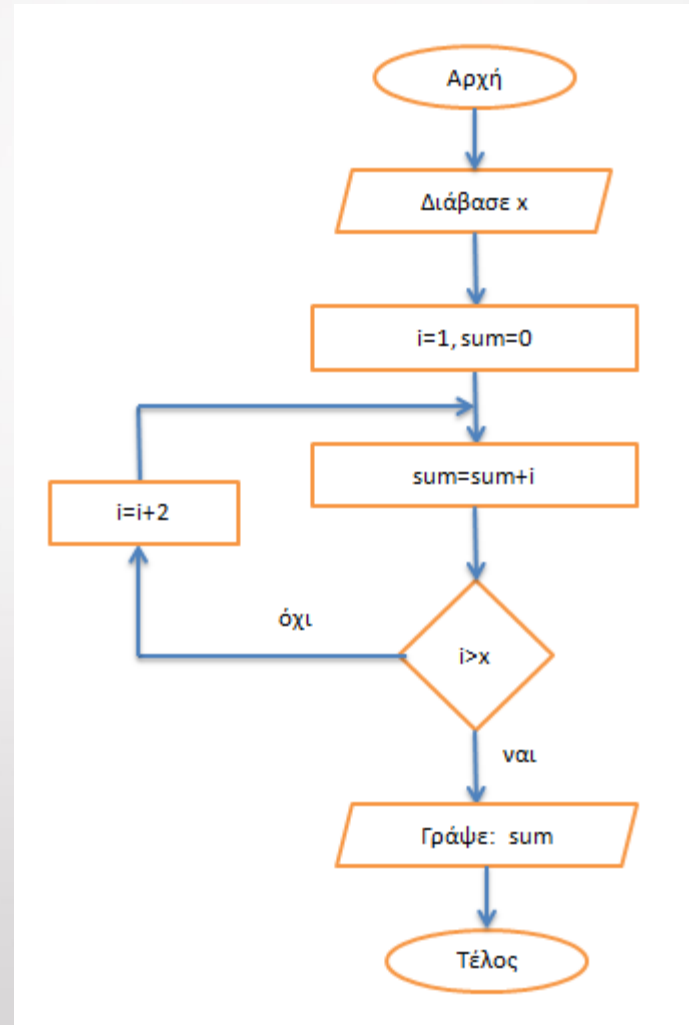 Αρχή
Διάβασε x
i=1, sum=0
sum=sum+i
i=i+2
όχι
i>x
ναι
Γράψε: sum
Τέλος